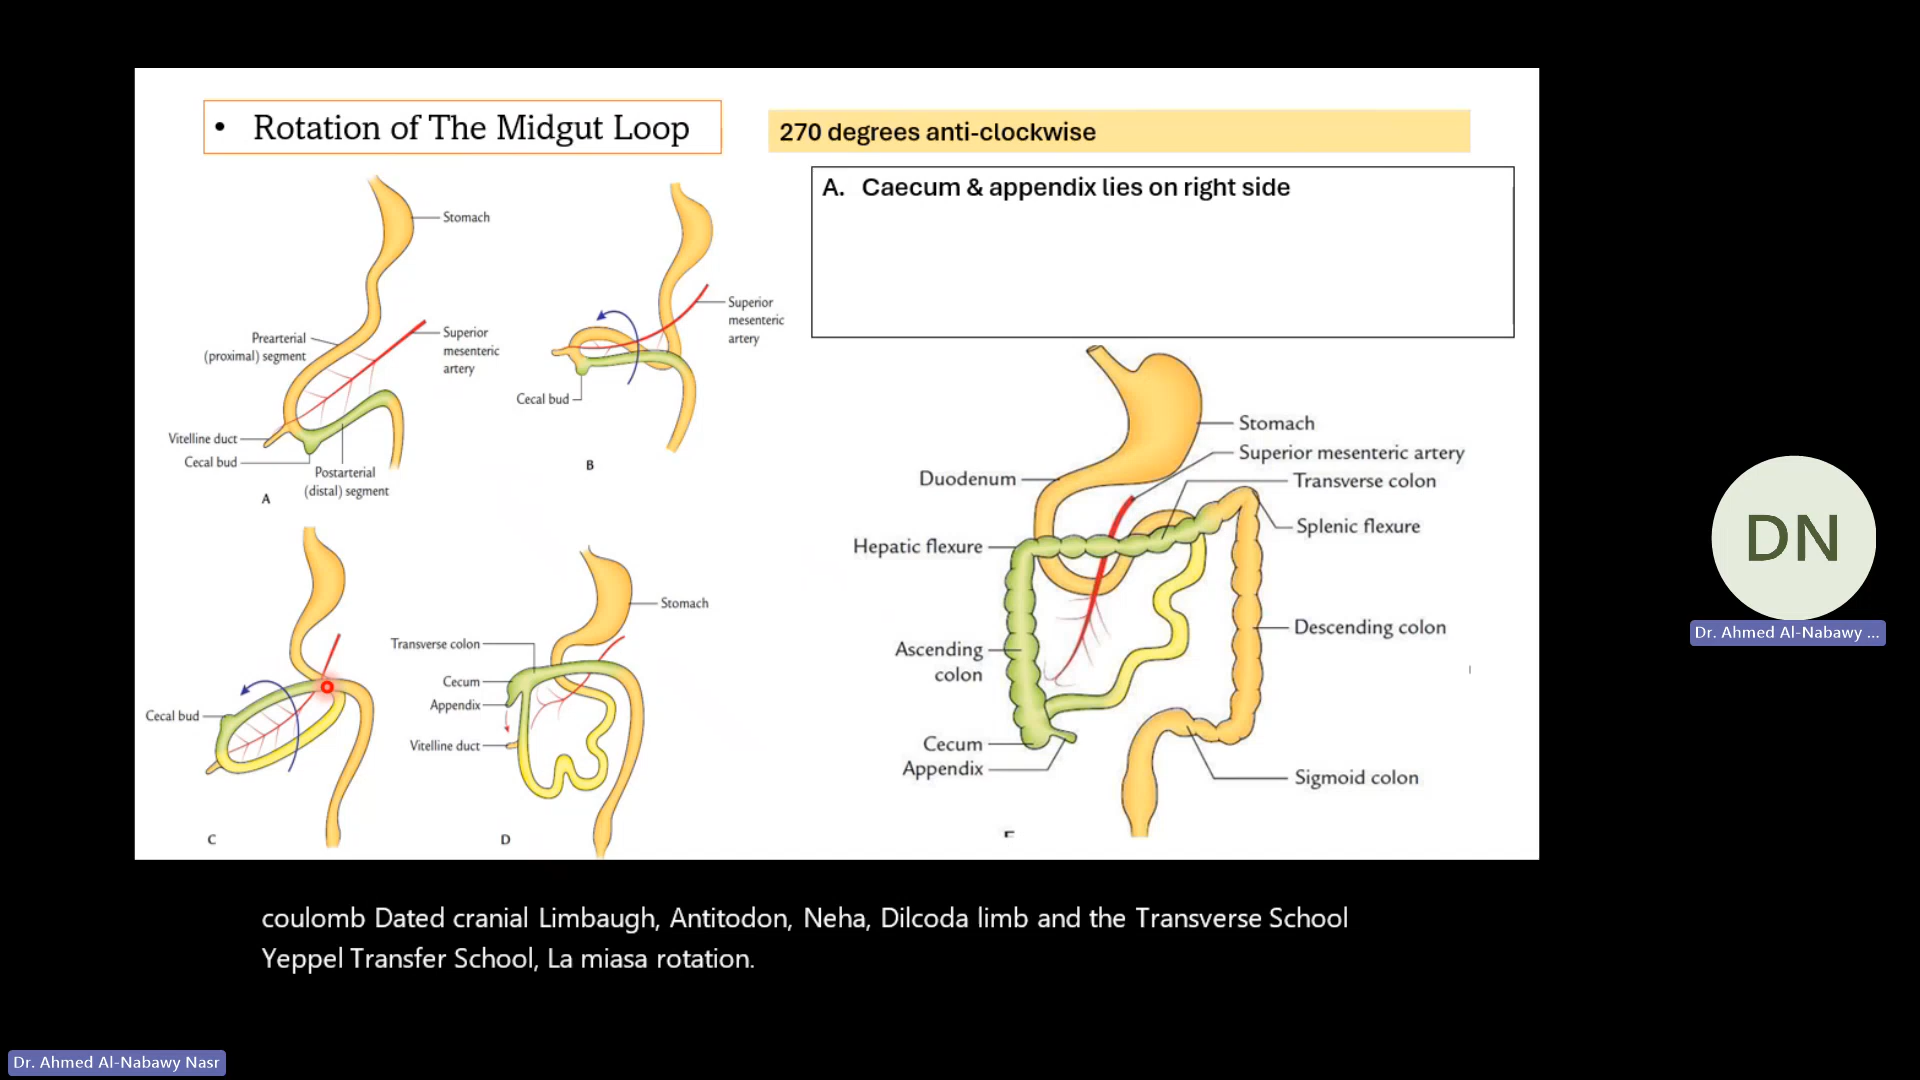 • Rotation of The Midgut Loop
270 degrees anti-clockwise
A. Caecum & appendix lies on right side
Stomach
Prearterial
(proximal) segment
Superior
mesenteric
artery
Vitelline duct
Cecal bud
Postarterial
(distal) segment
A
Superior
mesenteric
artery
Cecal bud
B
Cecal bud
C
Stomach
Transverse colon
Cecum
Appendix
Vitelline duct
D
Stomach
Superior mesenteric artery
Transverse colon
Duodenum
Splenic flexure
Hepatic flexure
Descending colon
Ascending
colon
Cecum
Appendix
Sigmoid colon
DN
Dr. Ahmed Al-Nabawy ...
coulomb Dated cranial Limbaugh, Antitodon, Neha, Dilcoda limb and the Transverse School
Yeppel Transfer School, La miasa rotation.
Dr. Ahmed Al-Nabawy Nasr